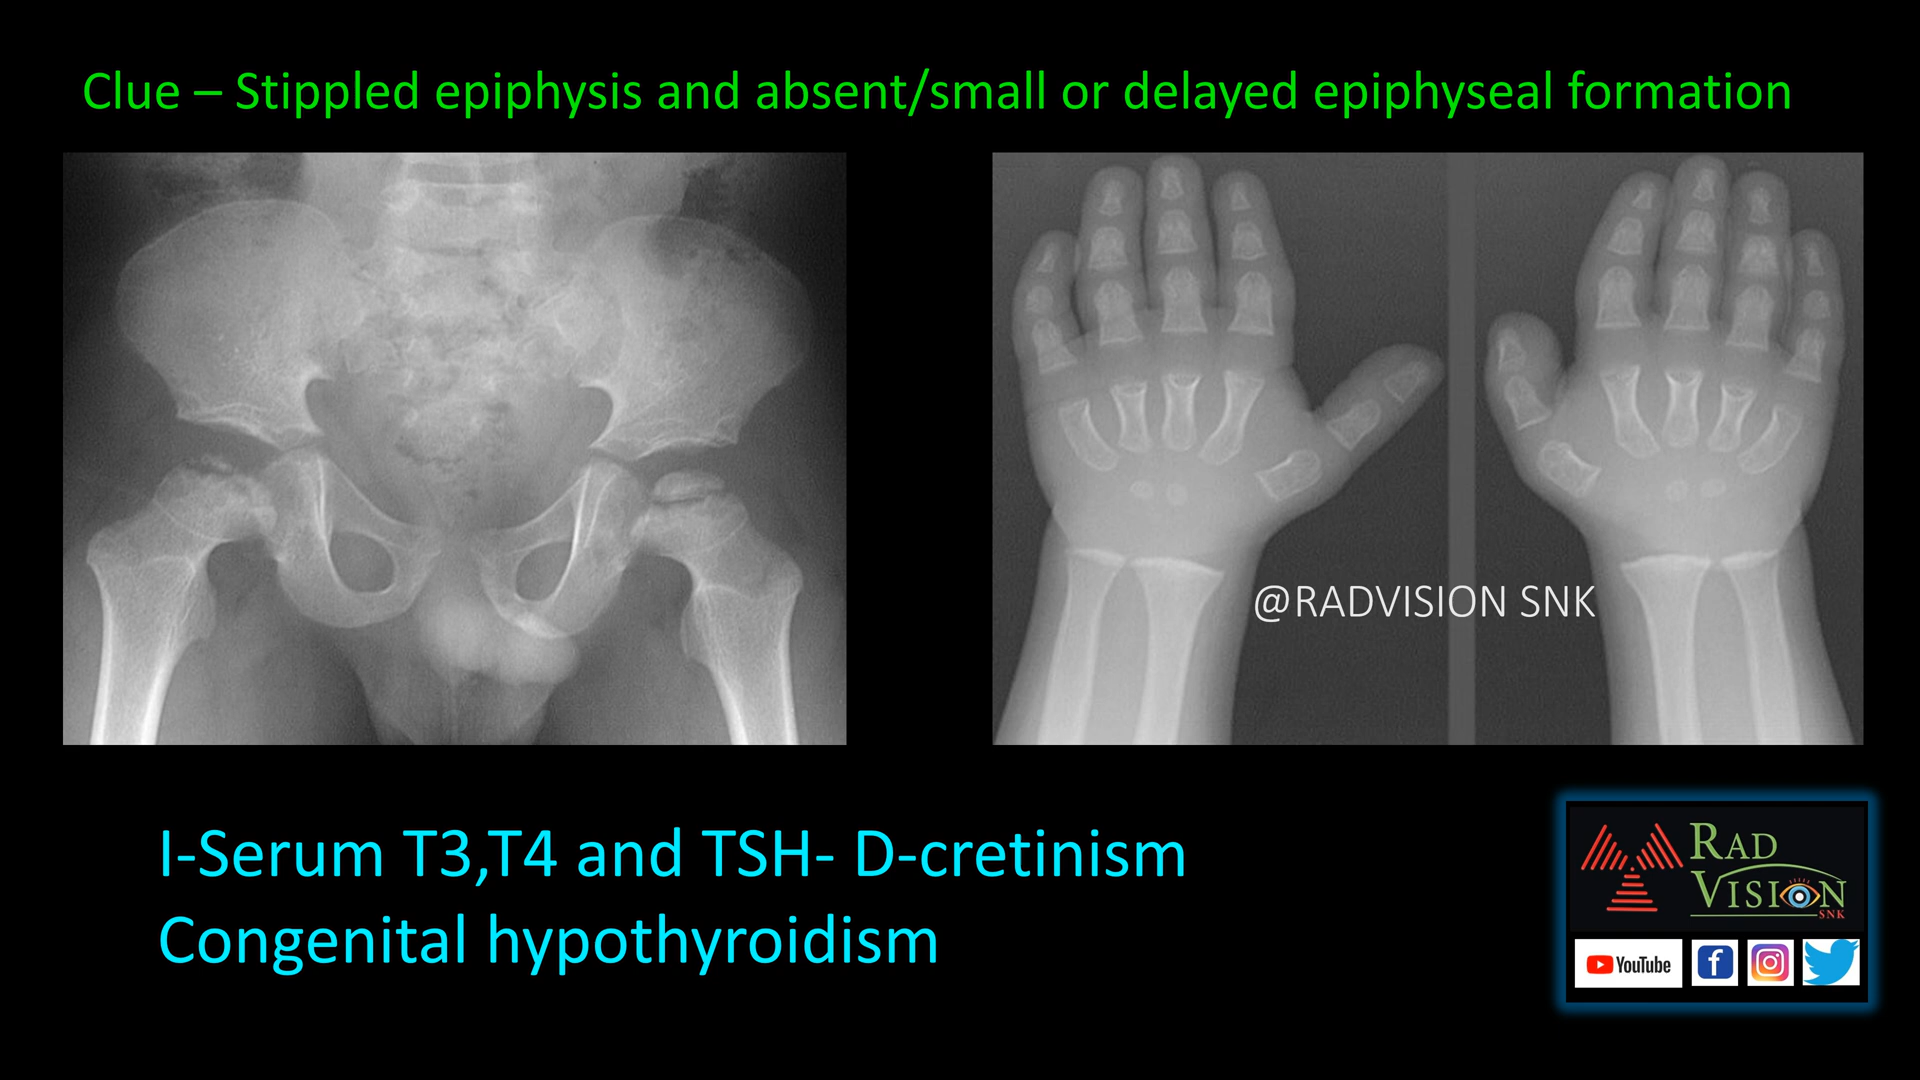 Clue – Stippled epiphysis and absent/small or delayed epiphyseal formation
@RADVISION SNK
I-Serum T3,T4 and TSH- D-cretinism
Congenital hypothyroidism
RAD
VISION
SNK
YouTube